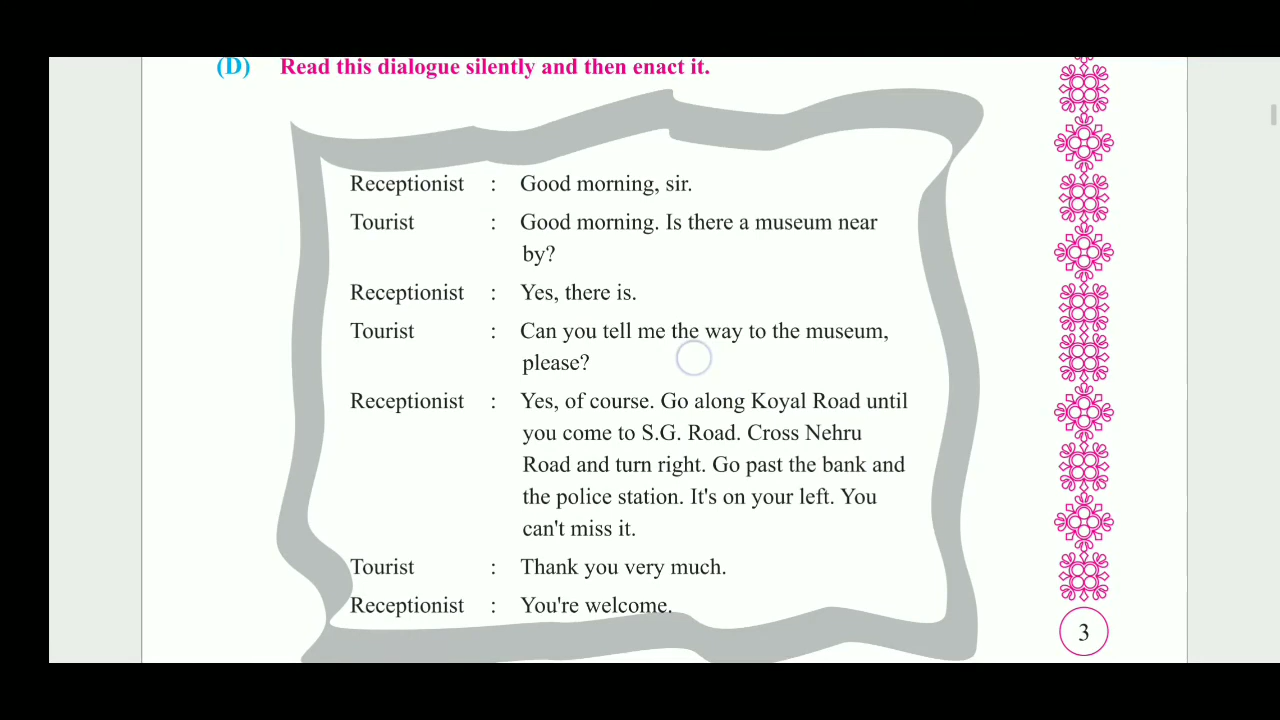 (D) Read this dialogue silently and then enact it.
Receptionist : Good morning, sir.
Tourist : Good morning. Is there a museum near
by?
Receptionist : Yes, there is.
Tourist : Can you tell me the way to the museum,
please?
Receptionist : Yes, of course. Go along Koyal Road until
you come to S.G. Road. Cross Nehru
Road and turn right. Go past the bank and
the police station. It's on your left. You
can't miss it.
Tourist : Thank you very much.
Receptionist : You're welcome.
3